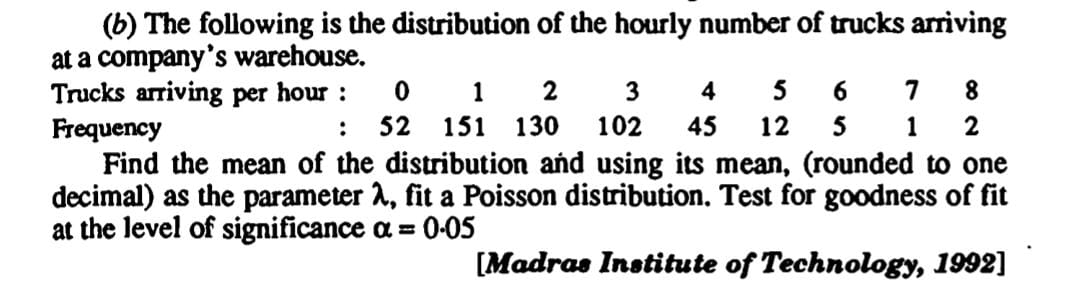 (b) The following is the distribution of the hourly number of trucks arriving
at a company's warehouse.
Trucks arriving per hour : 0 1 2 3 4 5 6 7 8
Frequency : 52 151 130 102 45 12 5 1 2
Find the mean of the distribution and using its mean, (rounded to one
decimal) as the parameter λ, fit a Poisson distribution. Test for goodness of fit
at the level of significance α = 0·05
[Madras Institute of Technology, 1992]